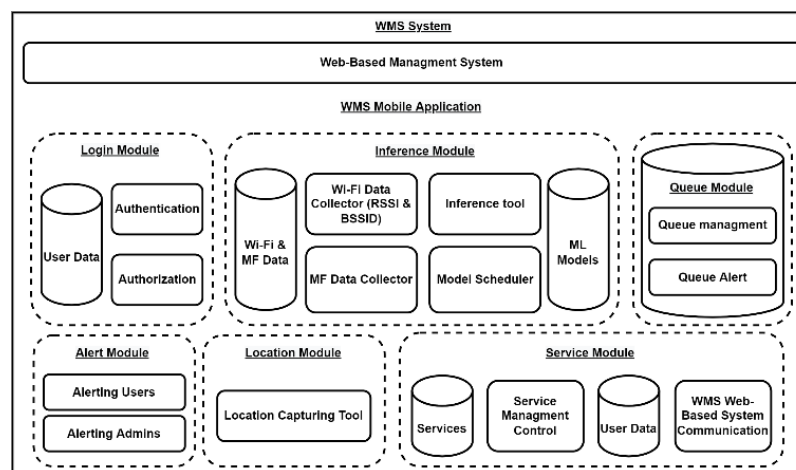 WMS System
Web-Based Managment System
WMS Mobile Application
Login Module
User Data
Authentication
Authorization
Inference Module
Wi-Fi &
MF Data
Wi-Fi Data
Collector (RSSI &
BSSID)
Inference tool
MF Data Collector
Model Scheduler
ML
Models
Queue Module
Queue managment
Queue Alert
Alert Module
Alerting Users
Alerting Admins
Location Module
Location Capturing Tool
Service Module
Services
Service
Managment
Control
User Data
WMS Web-
Based System
Communication